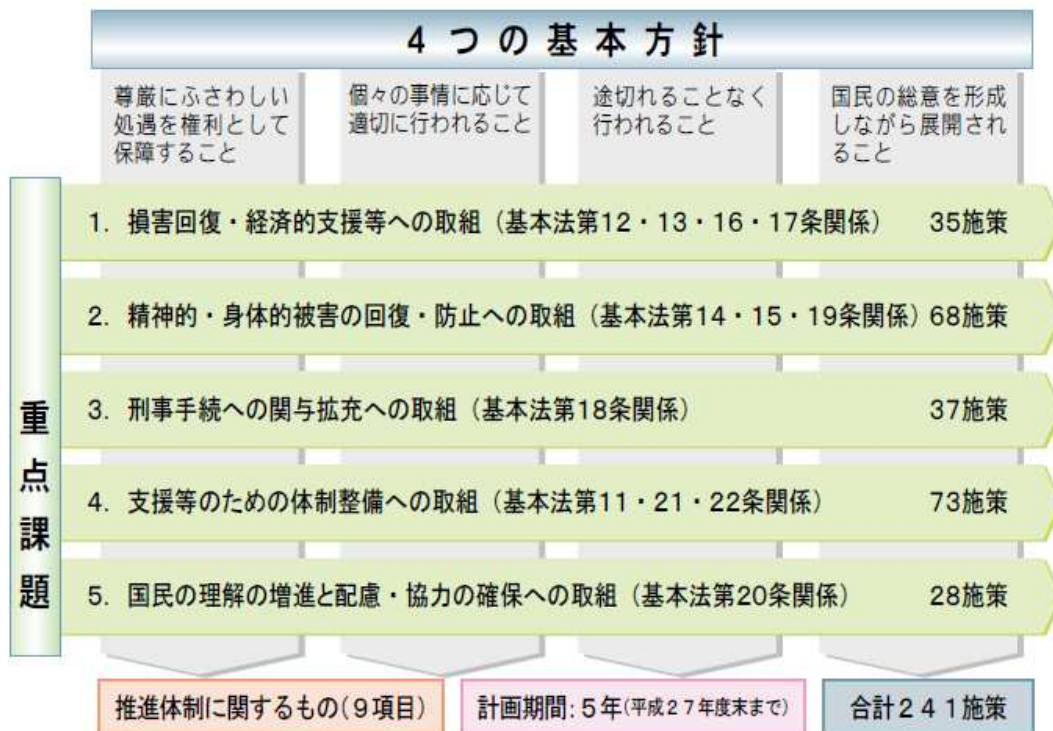 4つの基本方針
尊厳にふさわしい
処遇を権利として
保障すること
個々の事情に応じて
適切に行われること
途切れることなく
行われること
国民の総意を形成
しながら展開され
ること
重点課題
1. 損害回復・経済的支援等への取組（基本法第12・13・16・17条関係） 35施策
2. 精神的・身体的被害の回復・防止への取組（基本法第14・15・19条関係）68施策
3. 刑事手続への関与拡充への取組（基本法第18条関係） 37施策
4. 支援等のための体制整備への取組（基本法第11・21・22条関係） 73施策
5. 国民の理解の増進と配慮・協力の確保への取組（基本法第20条関係） 28施策
推進体制に関するもの（9項目）
計画期間：5年（平成27年度末まで）
合計241施策